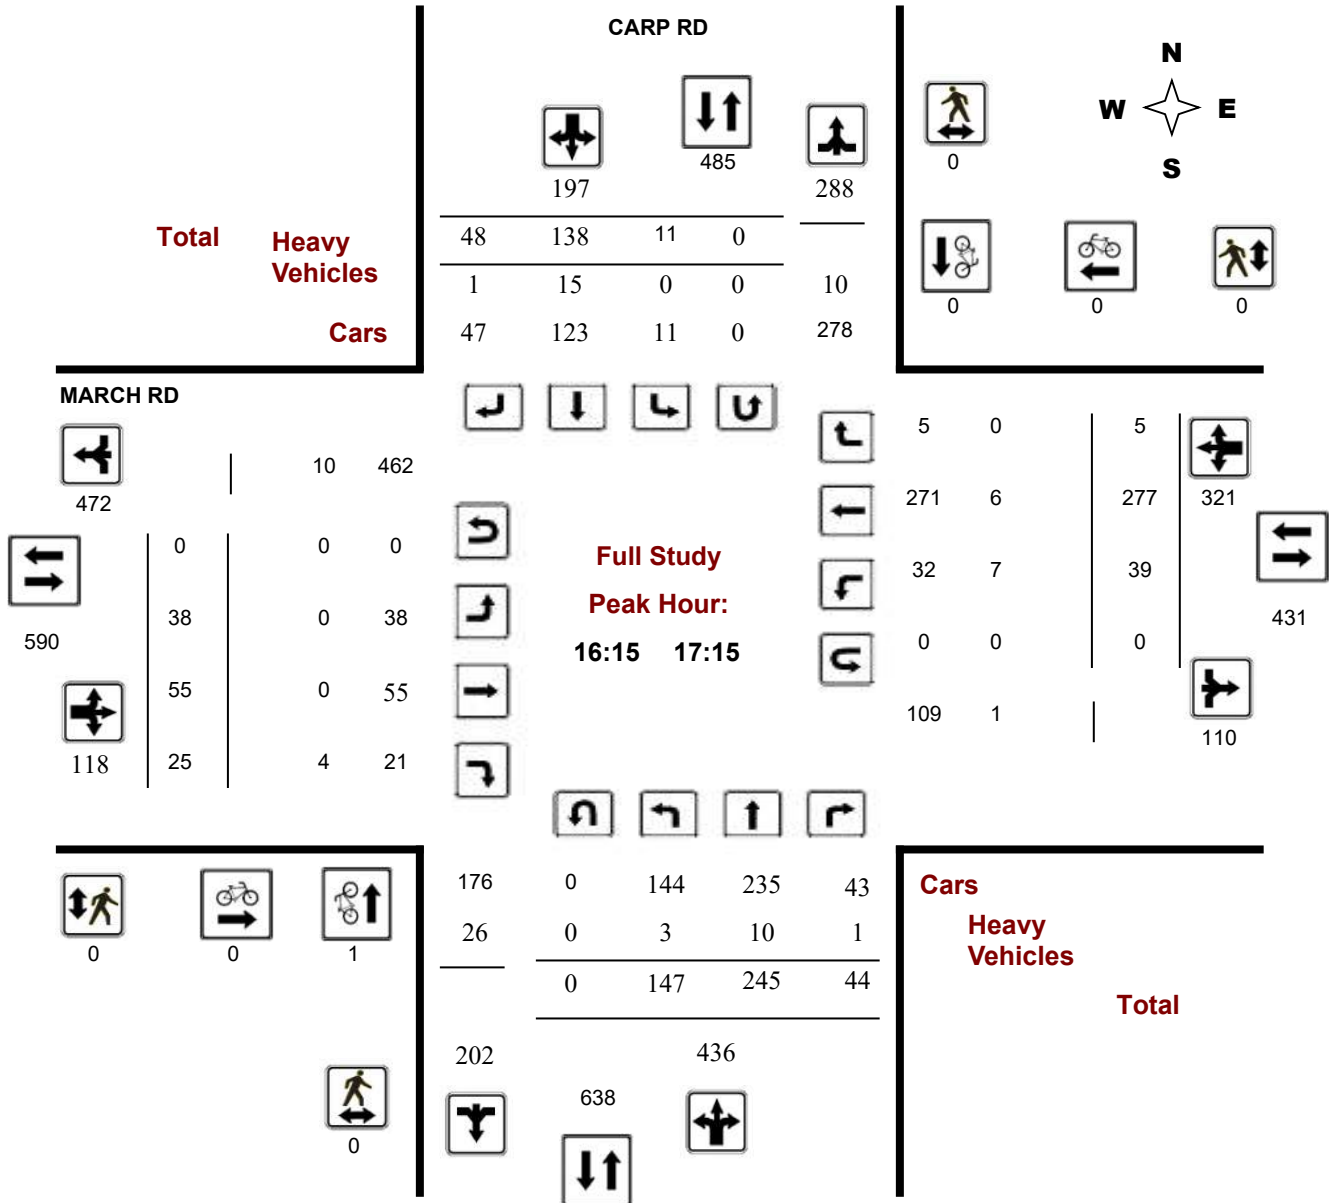 CARP RD
N
W E
S
485
0
197 288
Total Heavy
Vehicles
48 138 11 0
1 15 0 0 10
Cars 47 123 11 0 278
0 0 0
MARCH RD
5 0 5
10 462
472
271 6 277 321
0 0 0
Full Study
32 7 39
Peak Hour:
38 0 38
431
590
16:15 17:15
0 0 0
55 0 55
109 1
110
118 25 4 21
176 0 144 235 43
Cars
26 0 3 10 1
Heavy
Vehicles
0 0 1
0 147 245 44
Total
202 436
638
0